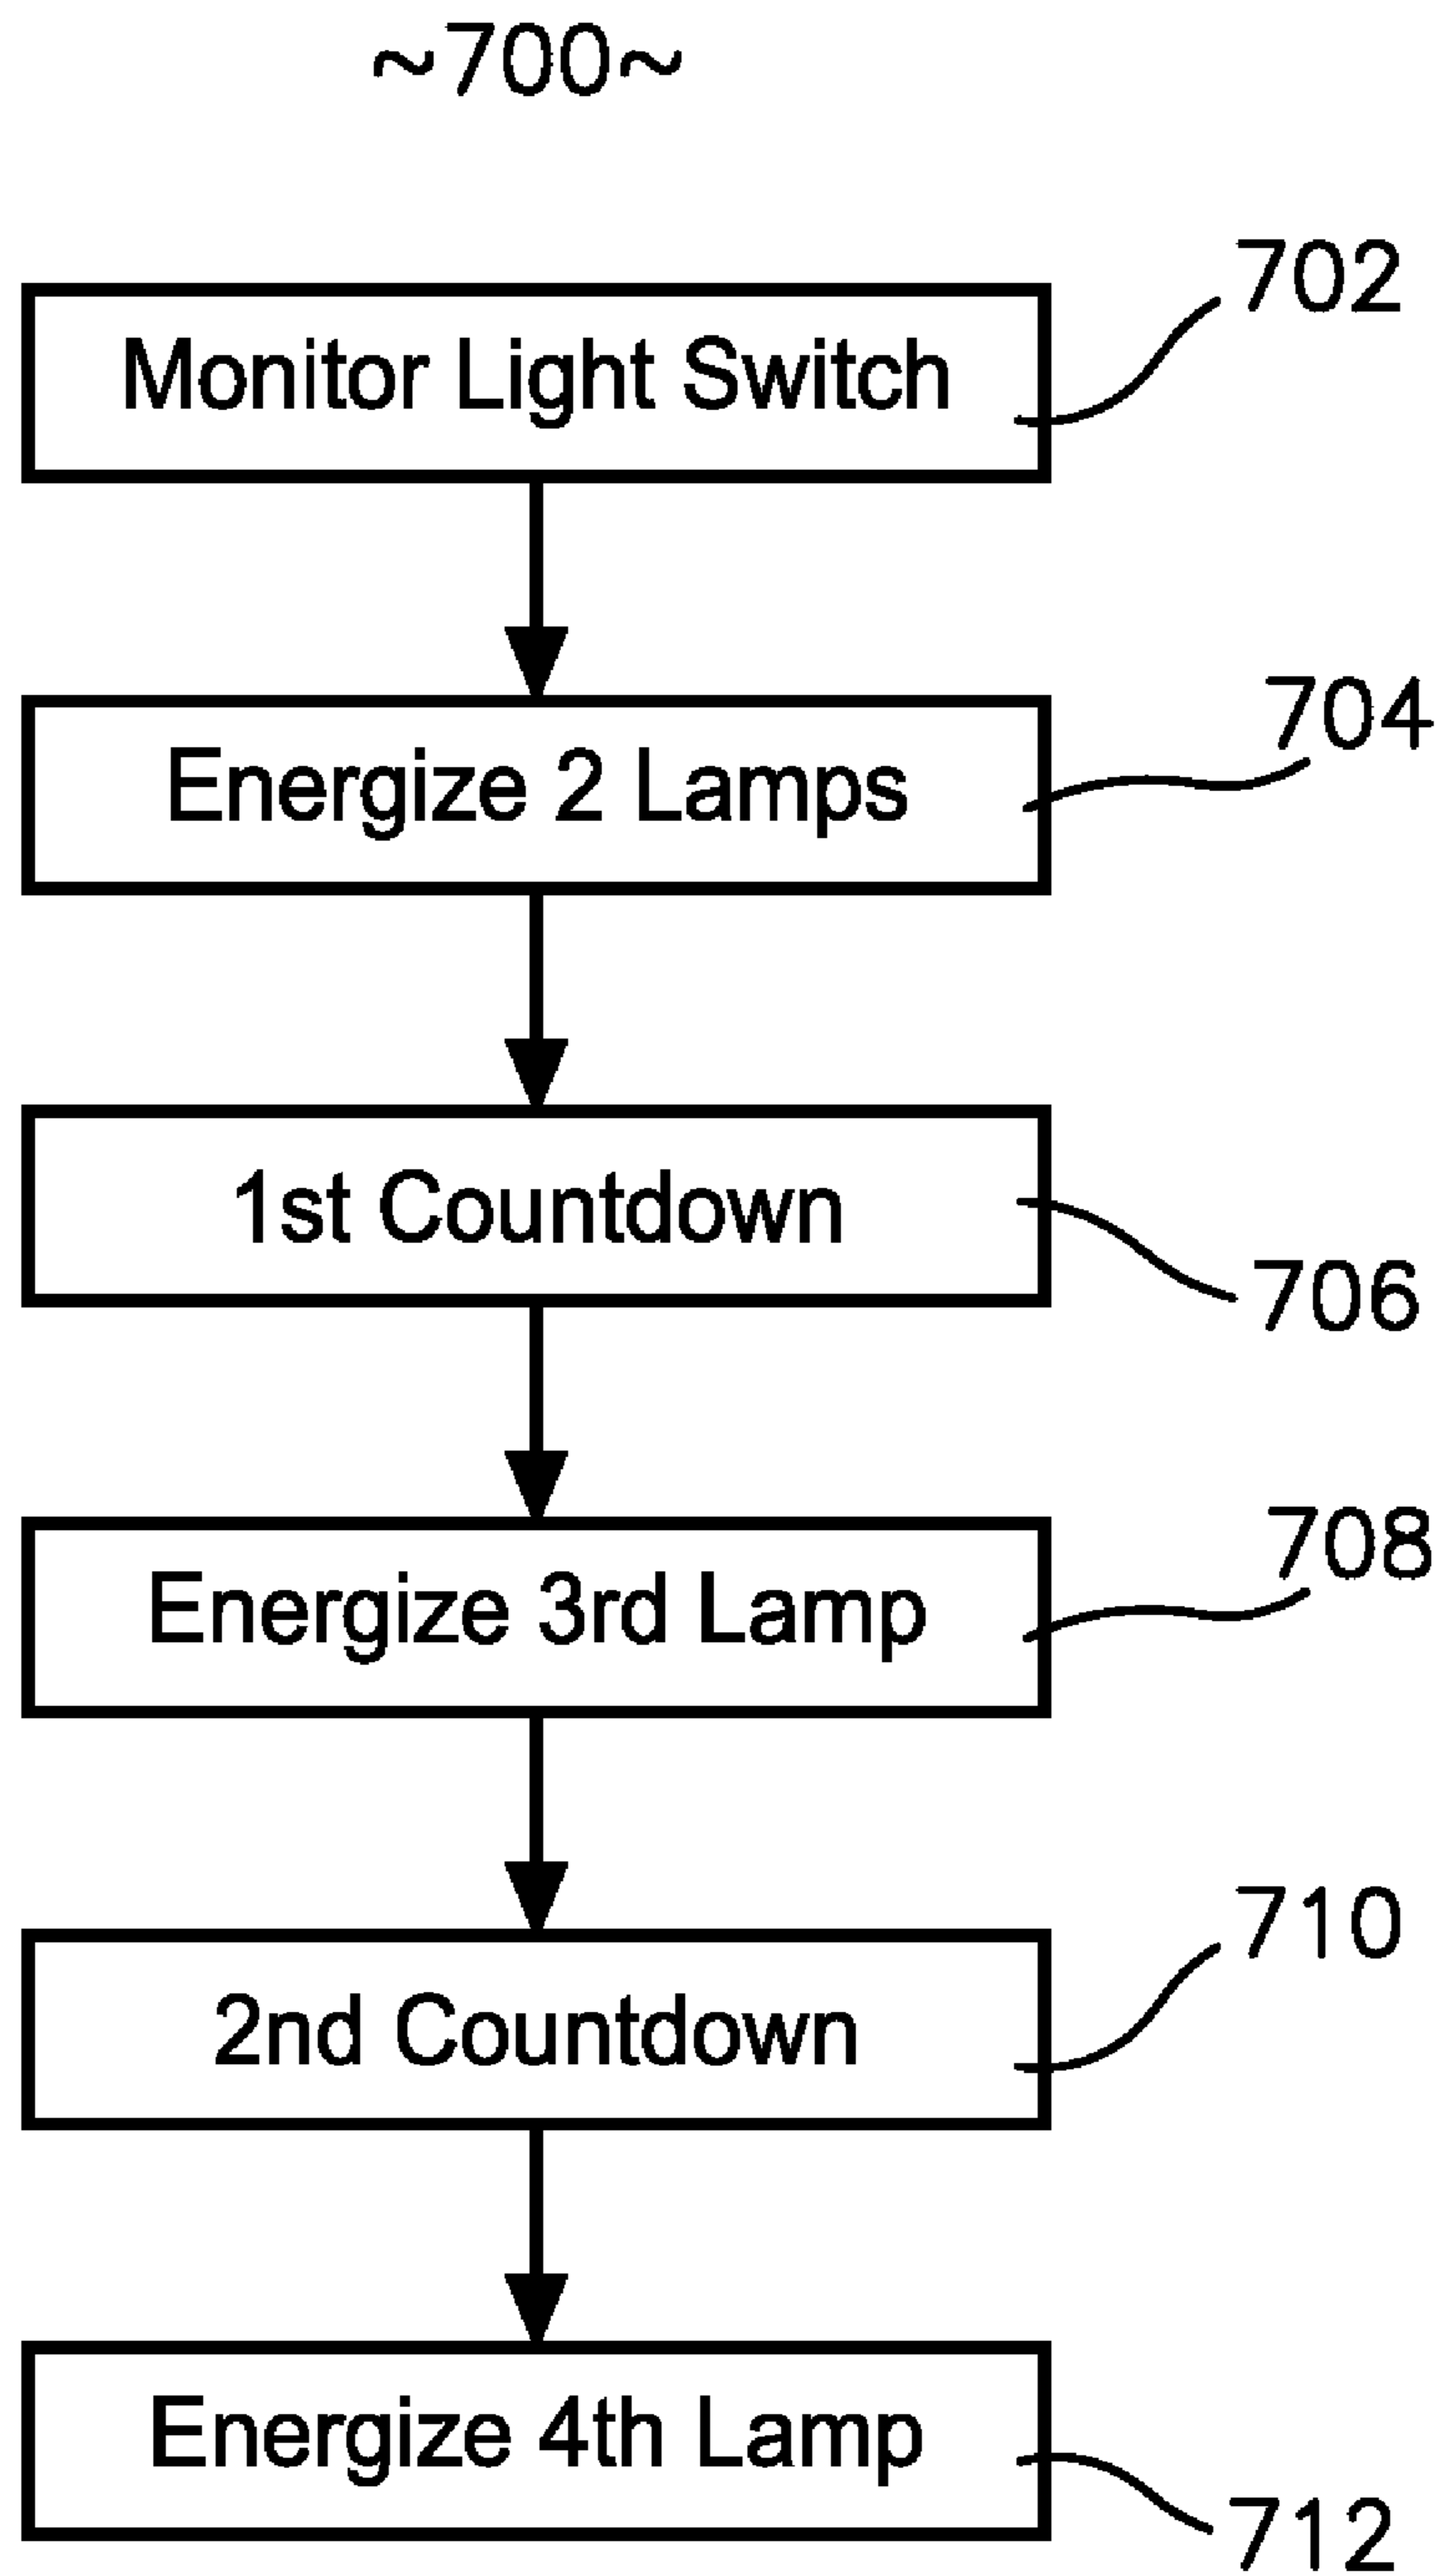 ~700~
702
Monitor Light Switch
704
Energize 2 Lamps
1st Countdown
706
708
Energize 3rd Lamp
710
2nd Countdown
Energize 4th Lamp
712